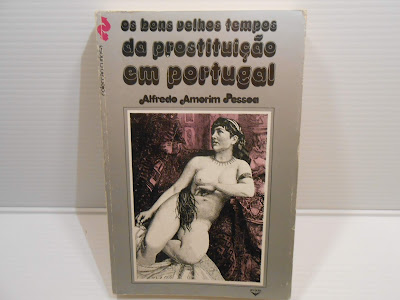 os bons velhos tempos
da prostituição
em portugal
Alfredo Amorim Pessoa